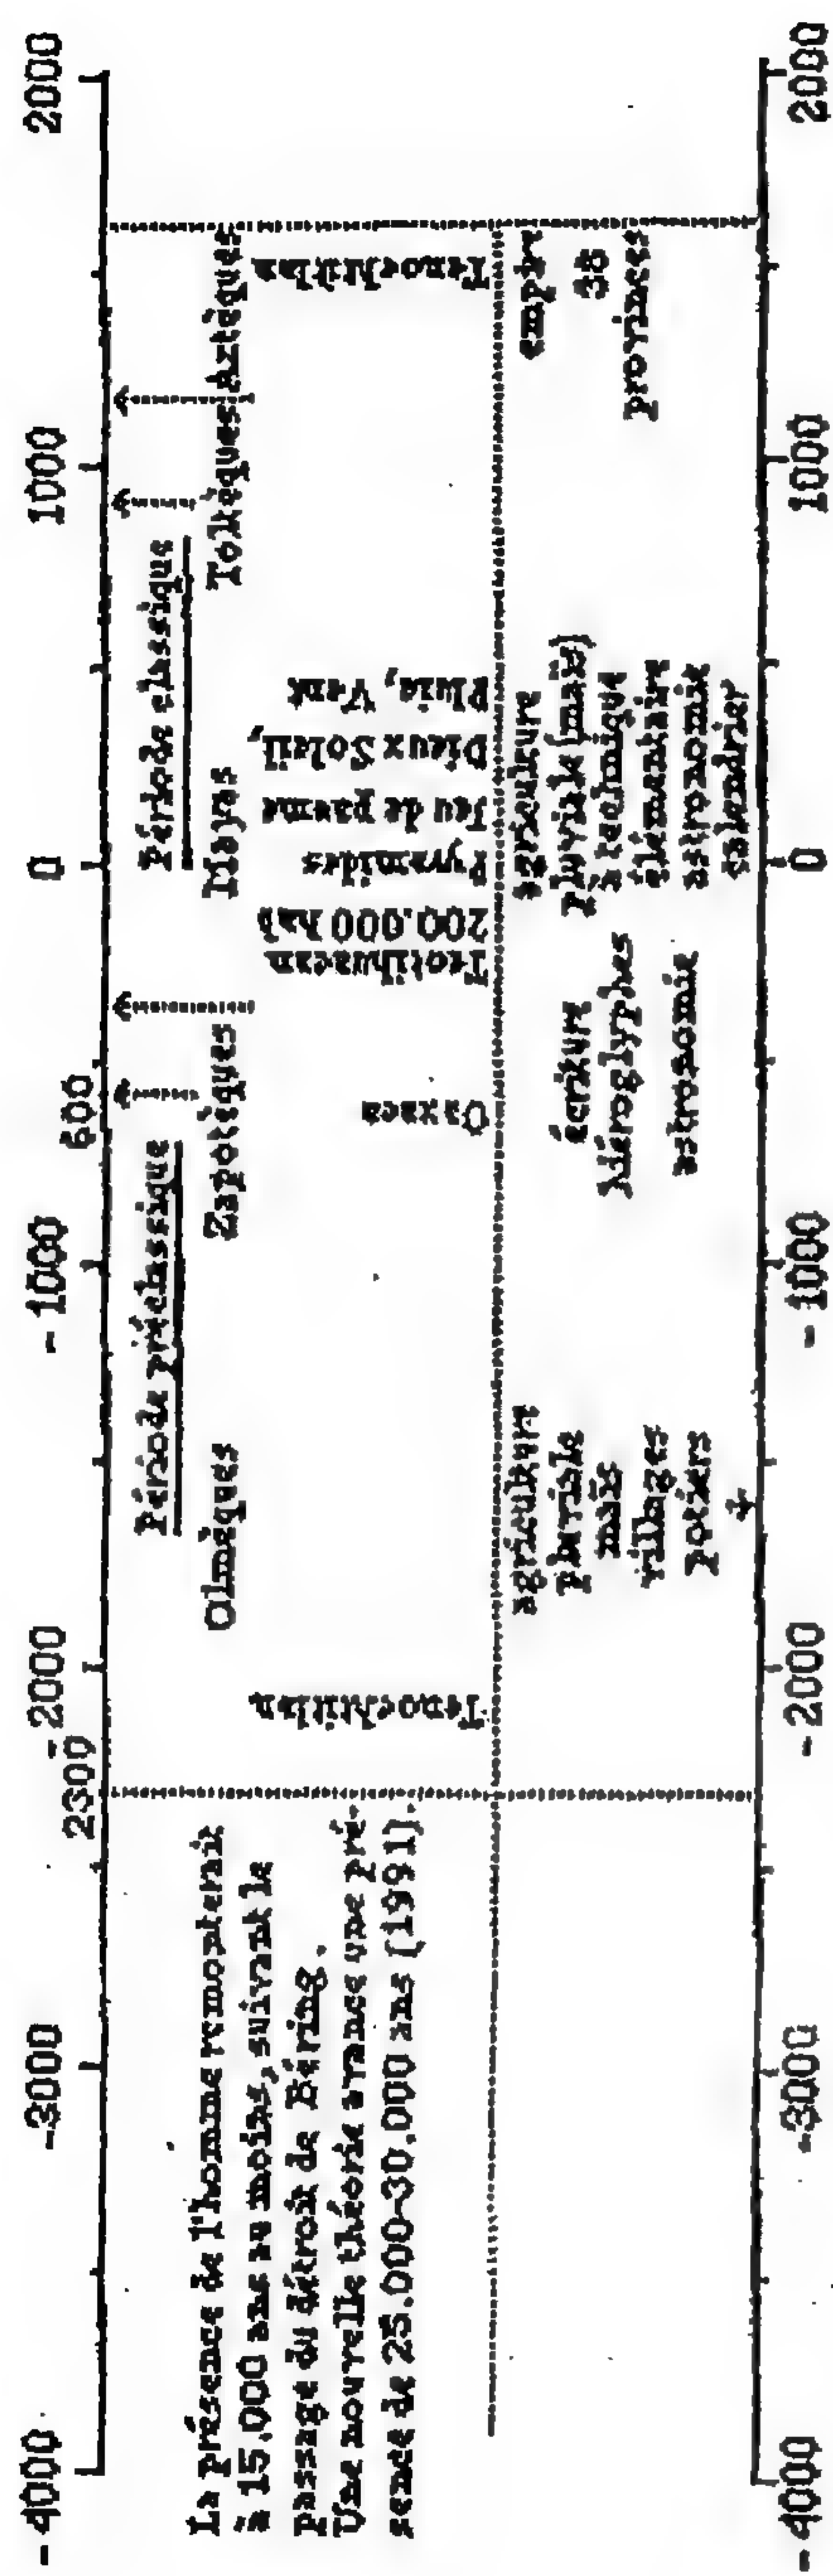 -4000
-3000
2300
-2000
-1000
600
0
1000
2000
La présence de l'homme remonterait
à 15.000 ans au moins, suivant le
passage du détroit de Béring.
Une nouvelle théorie avance une pré-
sence de 25.000-30.000 ans (1991).
Période préclassique
Période classique
Olmèques
Zapotèques
Mayas
Toltèques
Aztèques
Tenochtitlan
Oaxaca
Teotihuacan
200.000 hab
Pyramides
Jeu de paume
Dieux Soleil,
Pluie, Vent
Tenochtitlan
agriculture
pluviale
maïs
villages
potiers
écriture
hiéroglyphes
astronomie
agriculture
pluviale (maïs)
à technique
élémentaire
astronomie
calendrier
empire
38
provinces
-4000
-3000
-2000
-1000
0
1000
2000